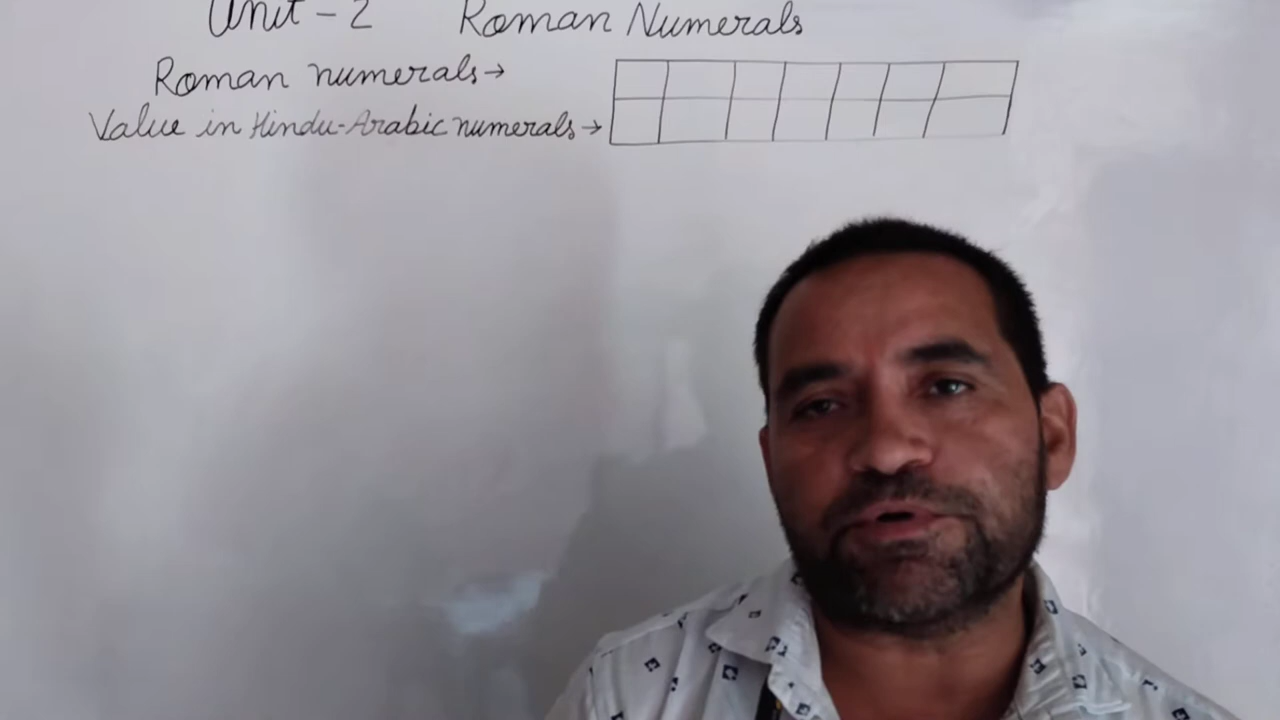 Unit - 2 Roman Numerals
Roman numerals →
Value in Hindu-Arabic numerals →